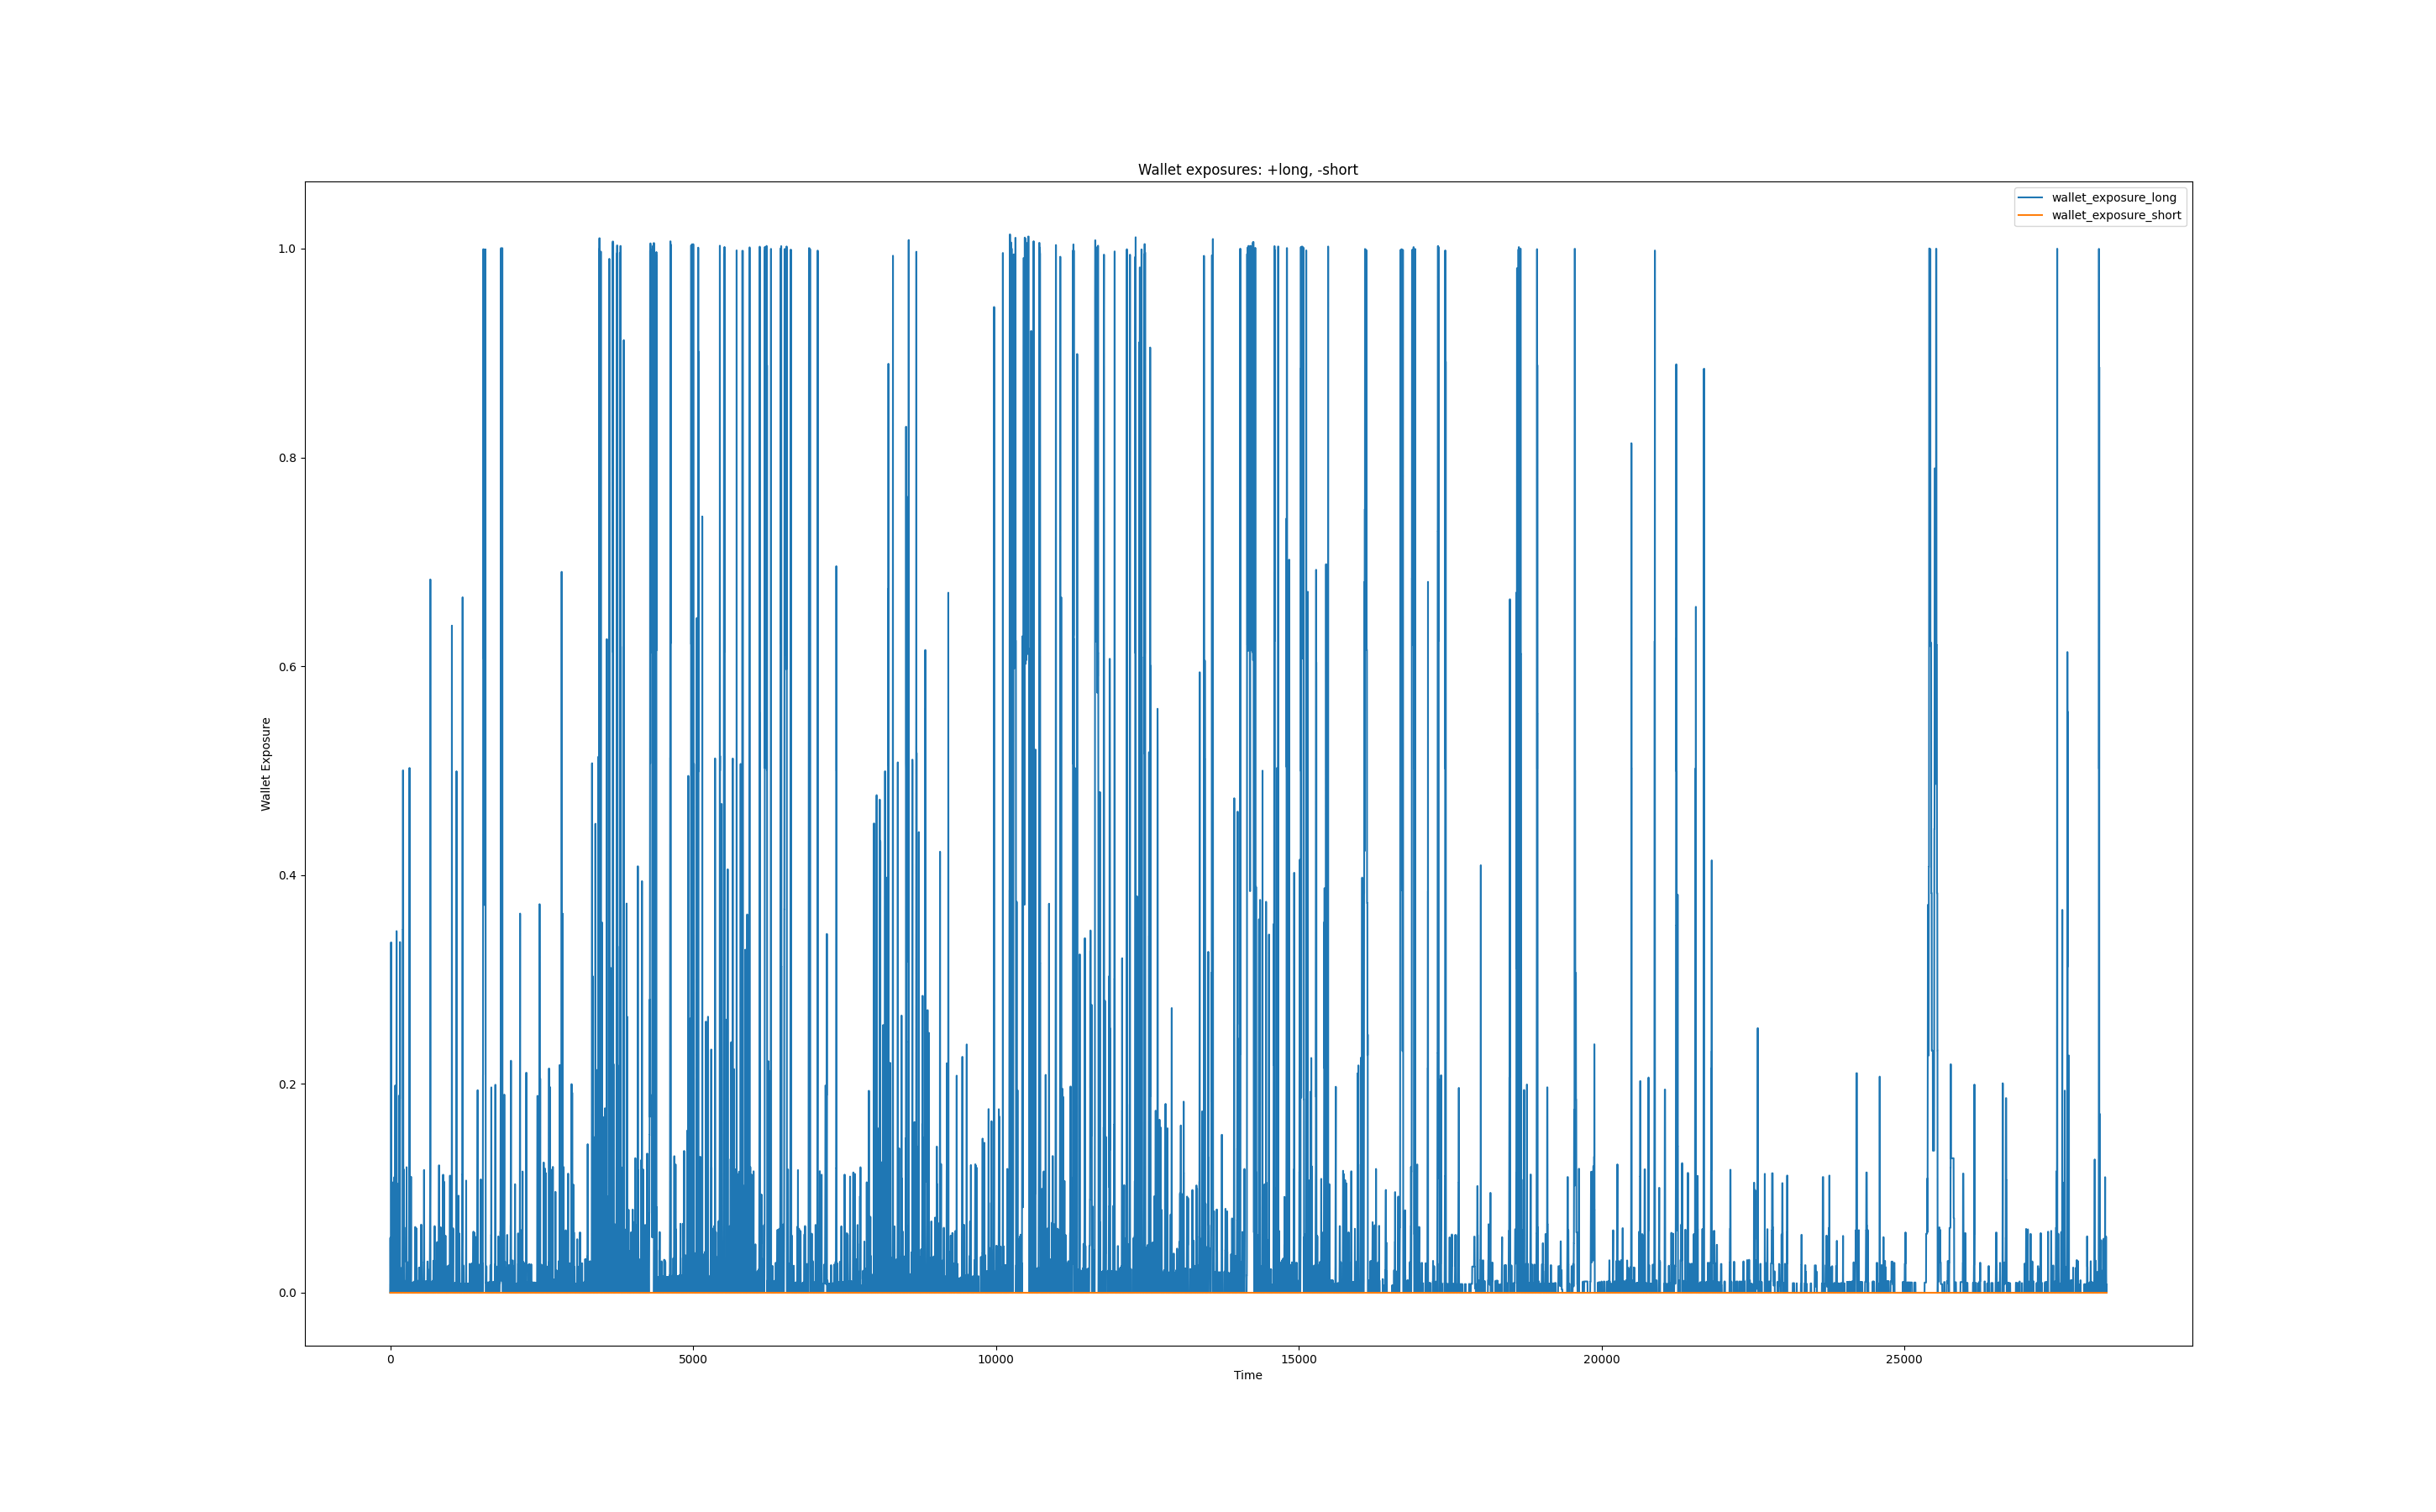 Wallet exposures: +long, -short
wallet_exposure_long
wallet_exposure_short
1.0
0.8
0.6
0.4
0.2
0.0
Wallet Exposure
0 5000 10000 15000 20000 25000
Time